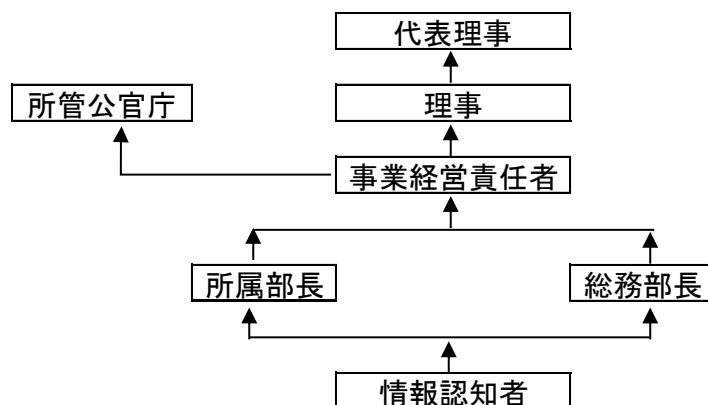 代表理事
所管公官庁
理事
事業経営責任者
所属部長
総務部長
情報認知者